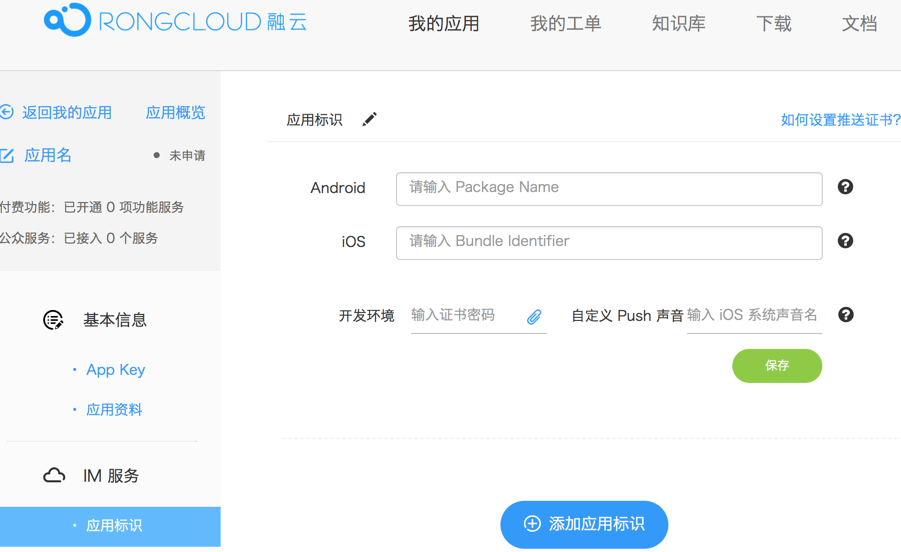 RONGCLOUD 融云 我的应用 我的工单 知识库 下载 文档
返回我的应用 应用概览
应用名 未申请
付费功能：已开通 0 项功能服务
公众服务：已接入 0 个服务
基本信息
· App Key
· 应用资料
IM 服务
· 应用标识
应用标识 如何设置推送证书?
Android 请输入 Package Name ?
iOS 请输入 Bundle Identifier ?
开发环境 输入证书密码 自定义 Push 声音 输入 iOS 系统声音名 ?
保存
添加应用标识